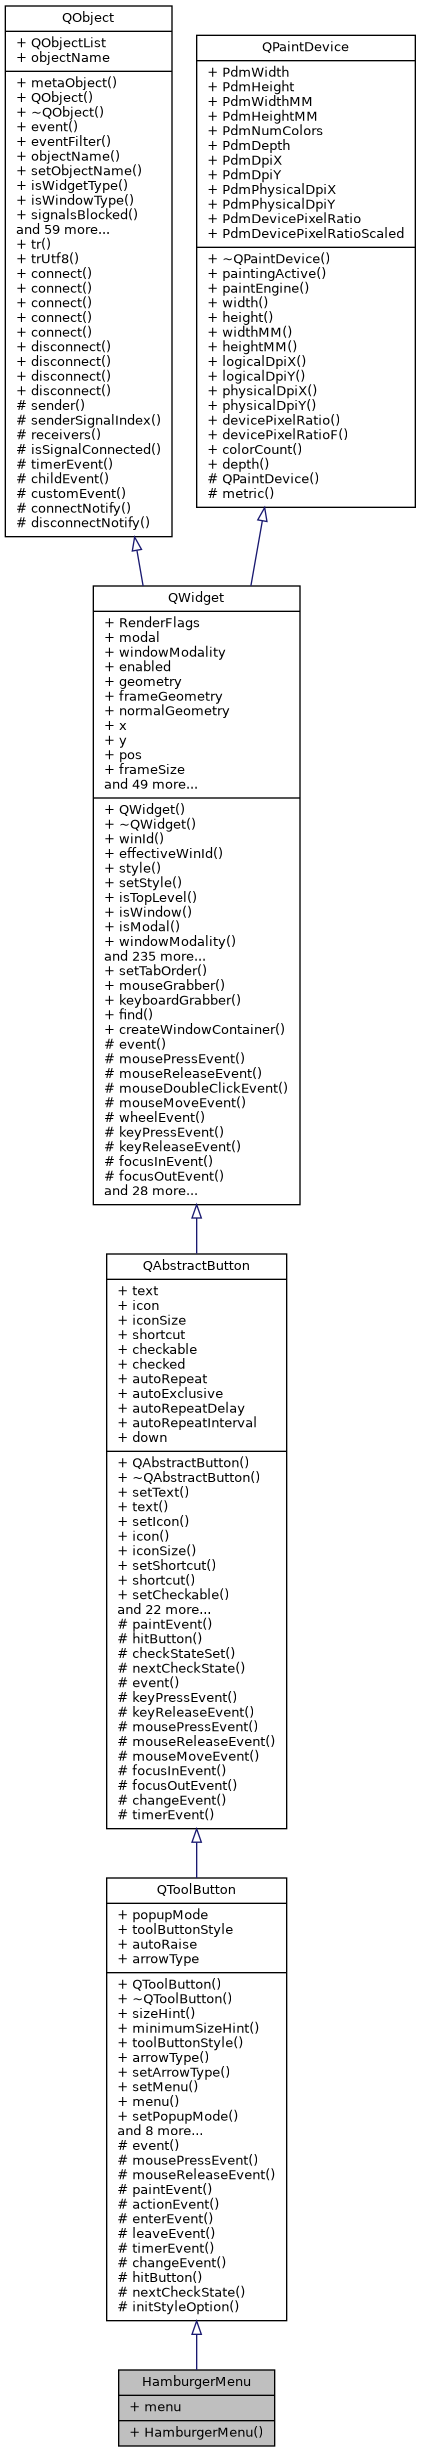 QObject
+ QObjectList
+ objectName
+ metaObject()
+ QObject()
+ ~QObject()
+ event()
+ eventFilter()
+ objectName()
+ setObjectName()
+ isWidgetType()
+ isWindowType()
+ signalsBlocked()
and 59 more...
+ tr()
+ trUtf8()
+ connect()
+ connect()
+ connect()
+ connect()
+ connect()
+ disconnect()
+ disconnect()
+ disconnect()
+ disconnect()
# sender()
# senderSignalIndex()
# receivers()
# isSignalConnected()
# timerEvent()
# childEvent()
# customEvent()
# connectNotify()
# disconnectNotify()
QPaintDevice
+ PdmWidth
+ PdmHeight
+ PdmWidthMM
+ PdmHeightMM
+ PdmNumColors
+ PdmDepth
+ PdmDpiX
+ PdmDpiY
+ PdmPhysicalDpiX
+ PdmPhysicalDpiY
+ PdmDevicePixelRatio
+ PdmDevicePixelRatioScaled
+ ~QPaintDevice()
+ paintingActive()
+ paintEngine()
+ width()
+ height()
+ widthMM()
+ heightMM()
+ logicalDpiX()
+ logicalDpiY()
+ physicalDpiX()
+ physicalDpiY()
+ devicePixelRatio()
+ devicePixelRatioF()
+ colorCount()
+ depth()
# QPaintDevice()
# metric()
QWidget
+ RenderFlags
+ modal
+ windowModality
+ enabled
+ geometry
+ frameGeometry
+ normalGeometry
+ x
+ y
+ pos
+ frameSize
and 49 more...
+ QWidget()
+ ~QWidget()
+ winId()
+ effectiveWinId()
+ style()
+ setStyle()
+ isTopLevel()
+ isWindow()
+ isModal()
+ windowModality()
and 235 more...
+ setTabOrder()
+ mouseGrabber()
+ keyboardGrabber()
+ find()
+ createWindowContainer()
# event()
# mousePressEvent()
# mouseReleaseEvent()
# mouseDoubleClickEvent()
# mouseMoveEvent()
# wheelEvent()
# keyPressEvent()
# keyReleaseEvent()
# focusInEvent()
# focusOutEvent()
and 28 more...
QAbstractButton
+ text
+ icon
+ iconSize
+ shortcut
+ checkable
+ checked
+ autoRepeat
+ autoExclusive
+ autoRepeatDelay
+ autoRepeatInterval
+ down
+ QAbstractButton()
+ ~QAbstractButton()
+ setText()
+ text()
+ setIcon()
+ icon()
+ iconSize()
+ setShortcut()
+ shortcut()
+ setCheckable()
and 22 more...
# paintEvent()
# hitButton()
# checkStateSet()
# nextCheckState()
# event()
# keyPressEvent()
# keyReleaseEvent()
# mousePressEvent()
# mouseReleaseEvent()
# mouseMoveEvent()
# focusInEvent()
# focusOutEvent()
# changeEvent()
# timerEvent()
QToolButton
+ popupMode
+ toolButtonStyle
+ autoRaise
+ arrowType
+ QToolButton()
+ ~QToolButton()
+ sizeHint()
+ minimumSizeHint()
+ toolButtonStyle()
+ arrowType()
+ setArrowType()
+ setMenu()
+ menu()
+ setPopupMode()
and 8 more...
# event()
# mousePressEvent()
# mouseReleaseEvent()
# paintEvent()
# actionEvent()
# enterEvent()
# leaveEvent()
# timerEvent()
# changeEvent()
# hitButton()
# nextCheckState()
# initStyleOption()
HamburgerMenu
+ menu
+ HamburgerMenu()